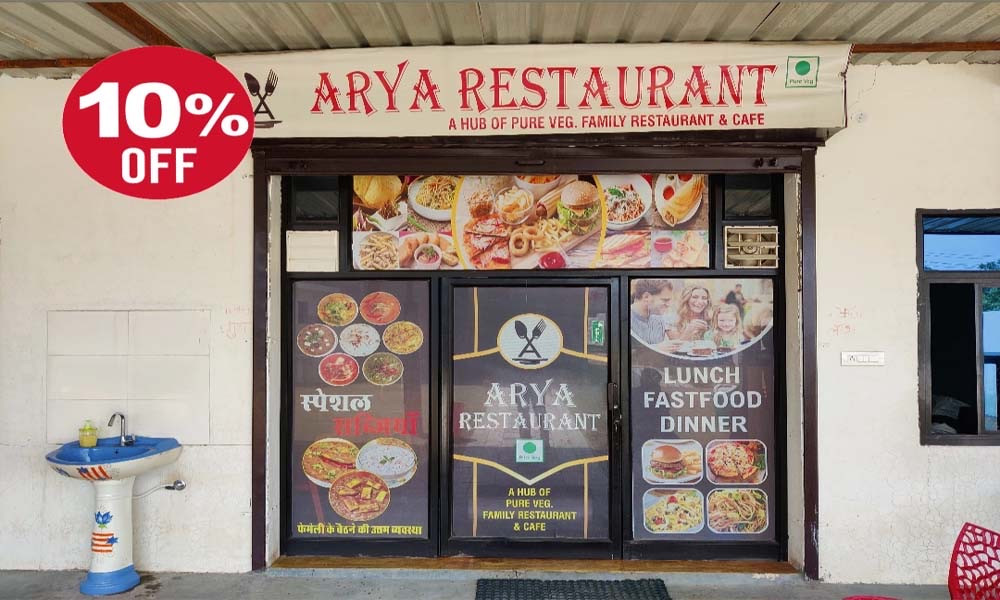 10%
OFF
ARYA RESTAURANT
Pure Veg
A HUB OF PURE VEG. FAMILY RESTAURANT & CAFE
स्पेशल
सब्जियाँ
फेमेली के बेठने की उत्तम ब्यवस्था
ARYA
RESTAURANT
A HUB OF
PURE VEG.
FAMILY RESTAURANT
& CAFE
LUNCH
FASTFOOD
DINNER